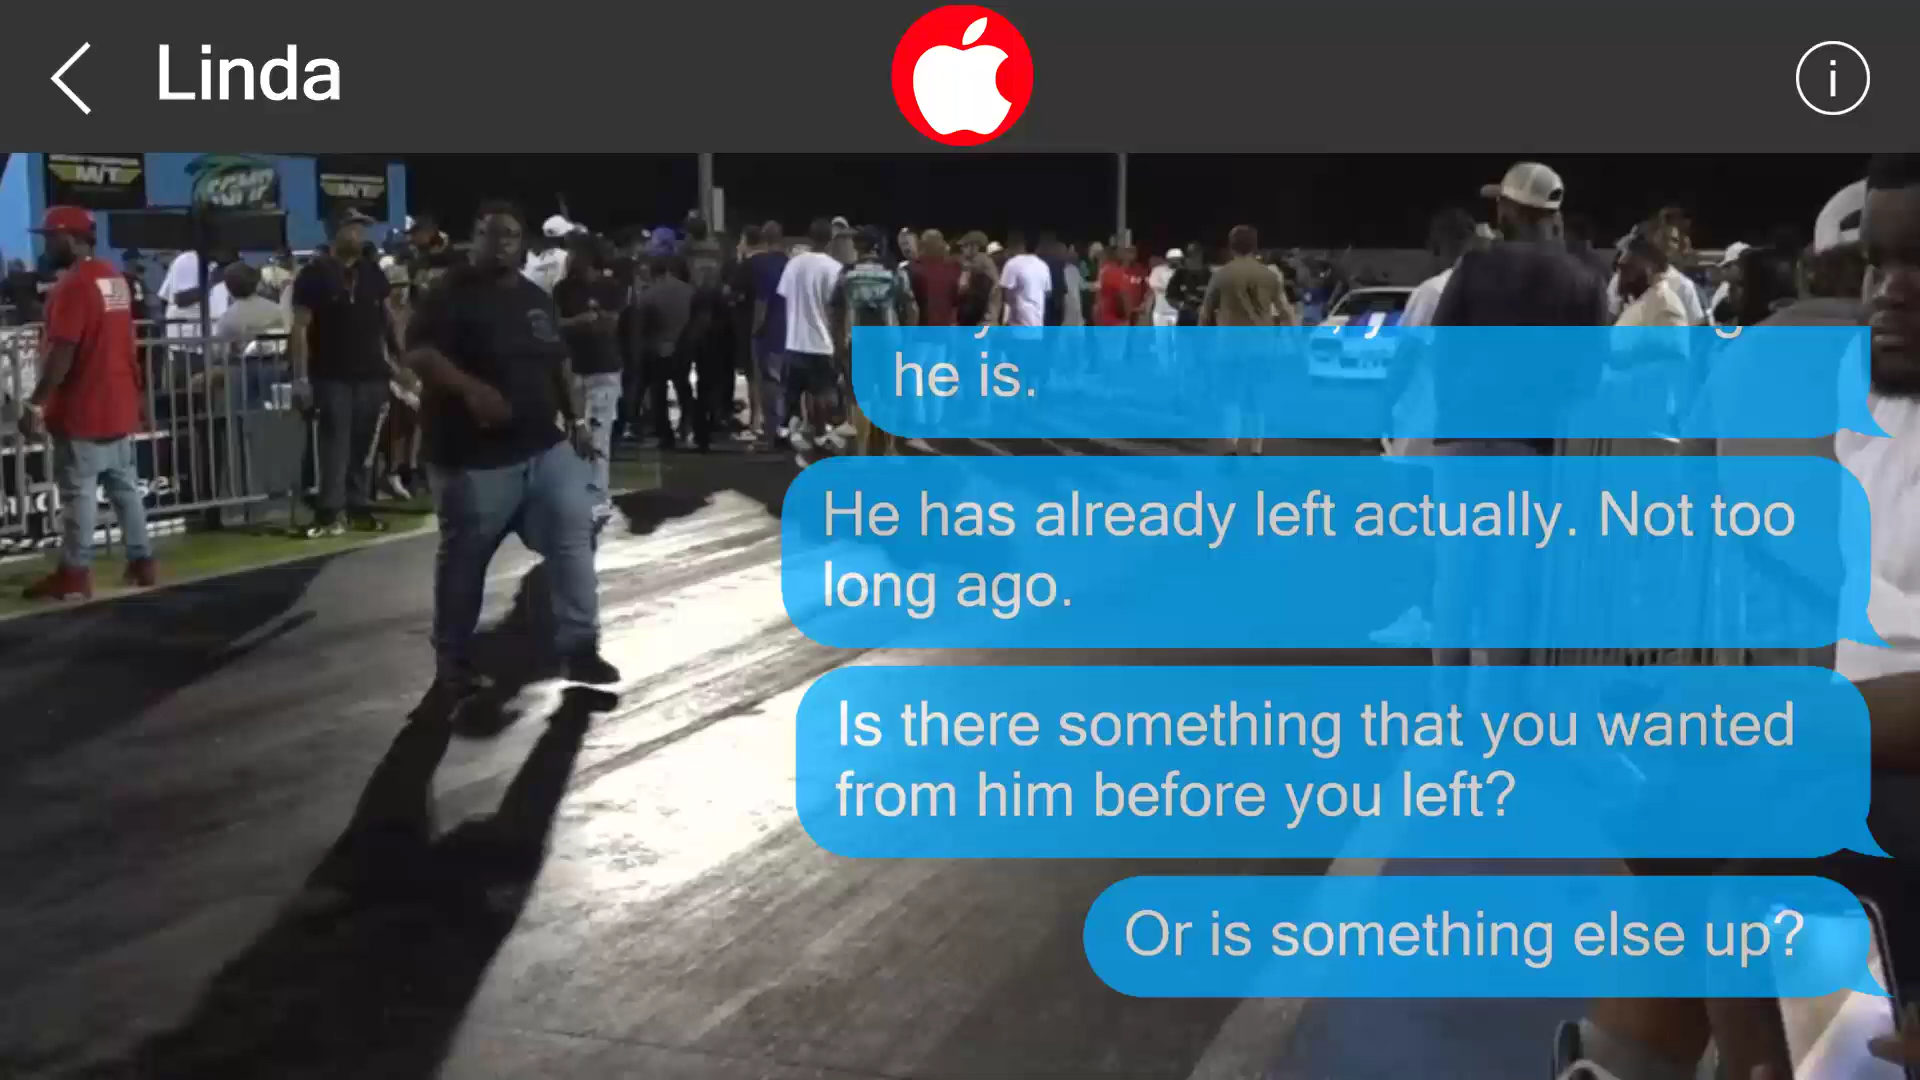 Linda
i
M/T
M/T
he is.
He has already left actually. Not too
long ago.
Is there something that you wanted
from him before you left?
Or is something else up?